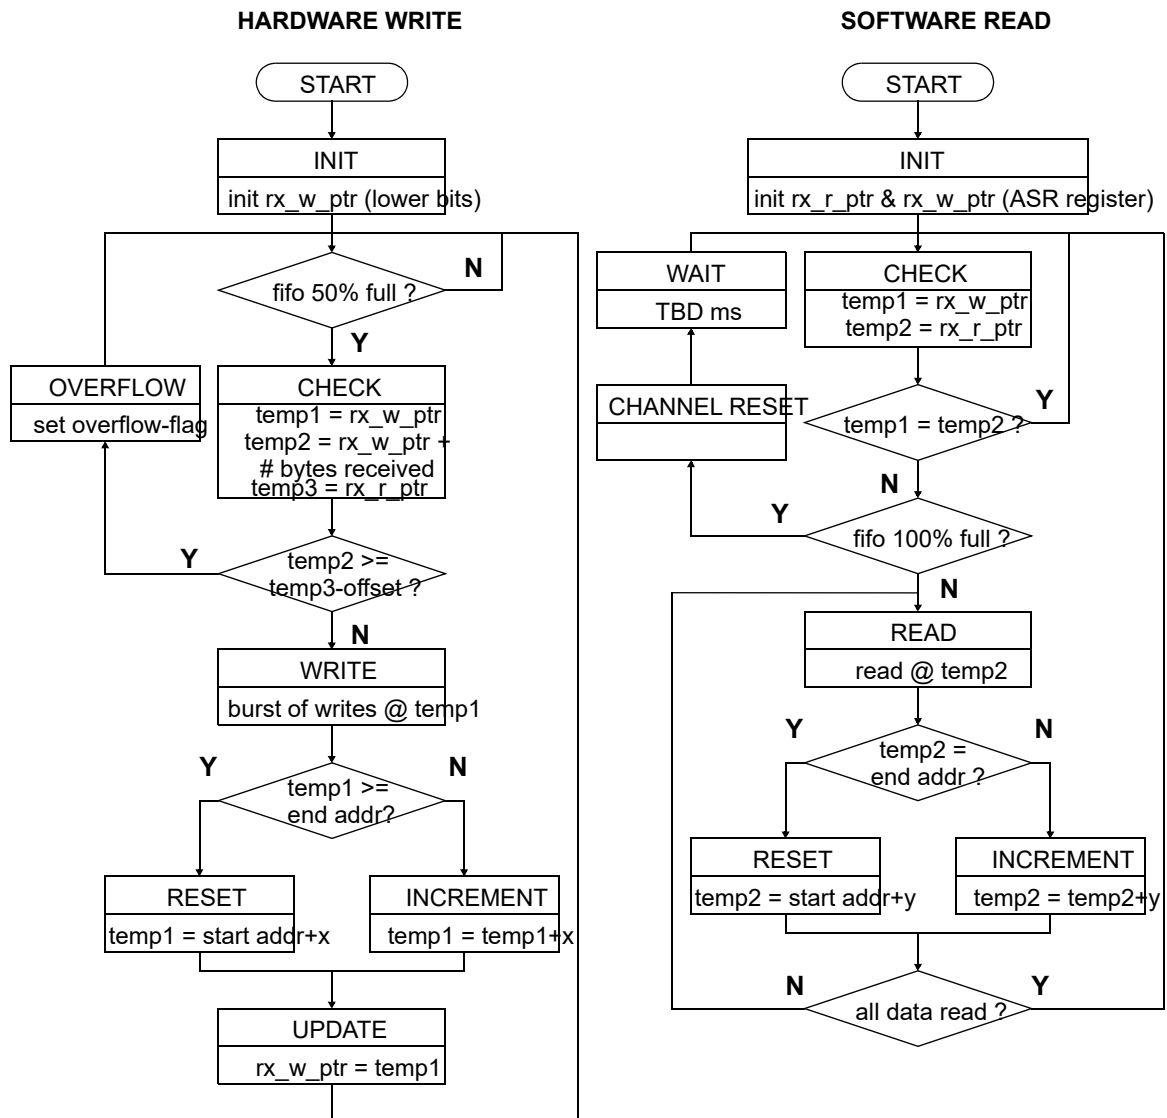 HARDWARE WRITE
START
INIT
init rx_w_ptr (lower bits)
N
fifo 50% full ?
Y
OVERFLOW
set overflow-flag
CHECK
temp1 = rx_w_ptr
temp2 = rx_w_ptr +
# bytes received
temp3 = rx_r_ptr
Y
temp2 >=
temp3-offset ?
N
WRITE
burst of writes @ temp1
Y
N
temp1 >=
end addr?
RESET
temp1 = start addr+x
INCREMENT
temp1 = temp1+x
UPDATE
rx_w_ptr = temp1
SOFTWARE READ
START
INIT
init rx_r_ptr & rx_w_ptr (ASR register)
WAIT
TBD ms
CHECK
temp1 = rx_w_ptr
temp2 = rx_r_ptr
CHANNEL RESET
Y
temp1 = temp2 ?
N
Y
fifo 100% full ?
N
READ
read @ temp2
Y
N
temp2 =
end addr ?
RESET
temp2 = start addr+y
INCREMENT
temp2 = temp2+y
N
Y
all data read ?